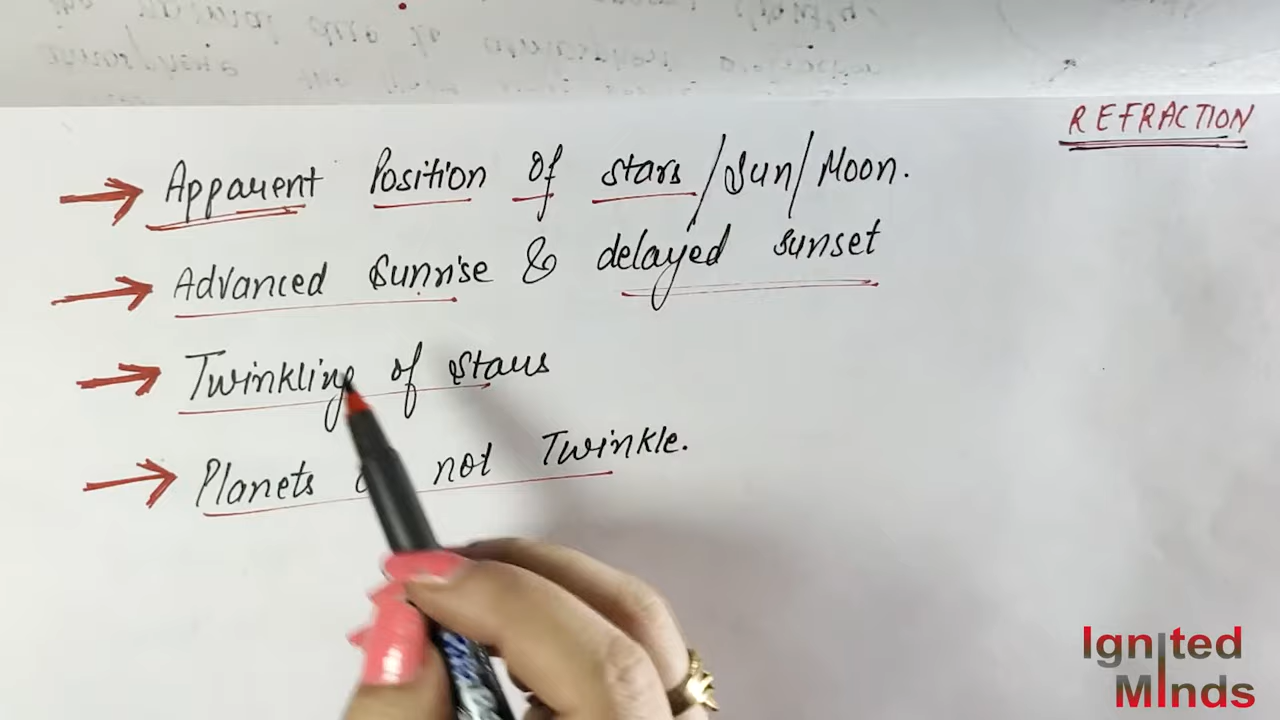 REFRACTION
Apparent Position of stars/Sun/Moon.
Advanced Sunrise & delayed sunset
Twinkling of Stars
Planets not Twinkle.
Ignited
Minds